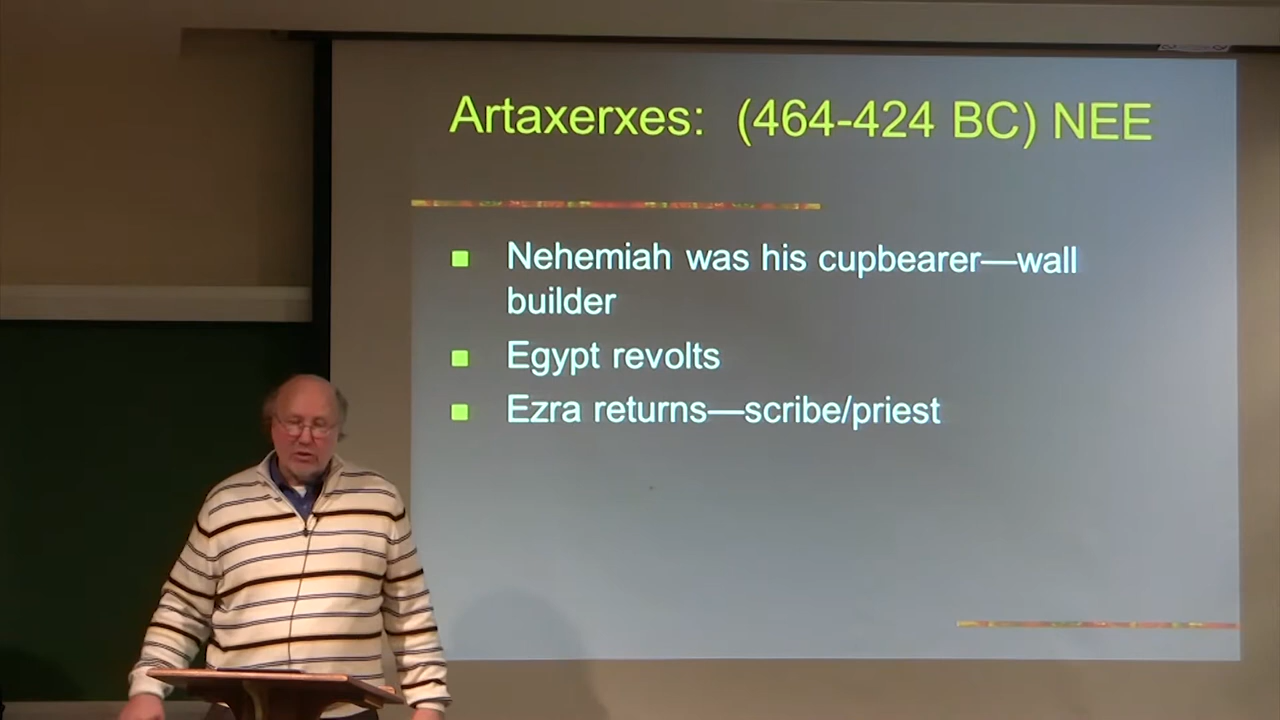 Artaxerxes: (464-424 BC) NEE
Nehemiah was his cupbearer—wall
builder
Egypt revolts
Ezra returns—scribe/priest